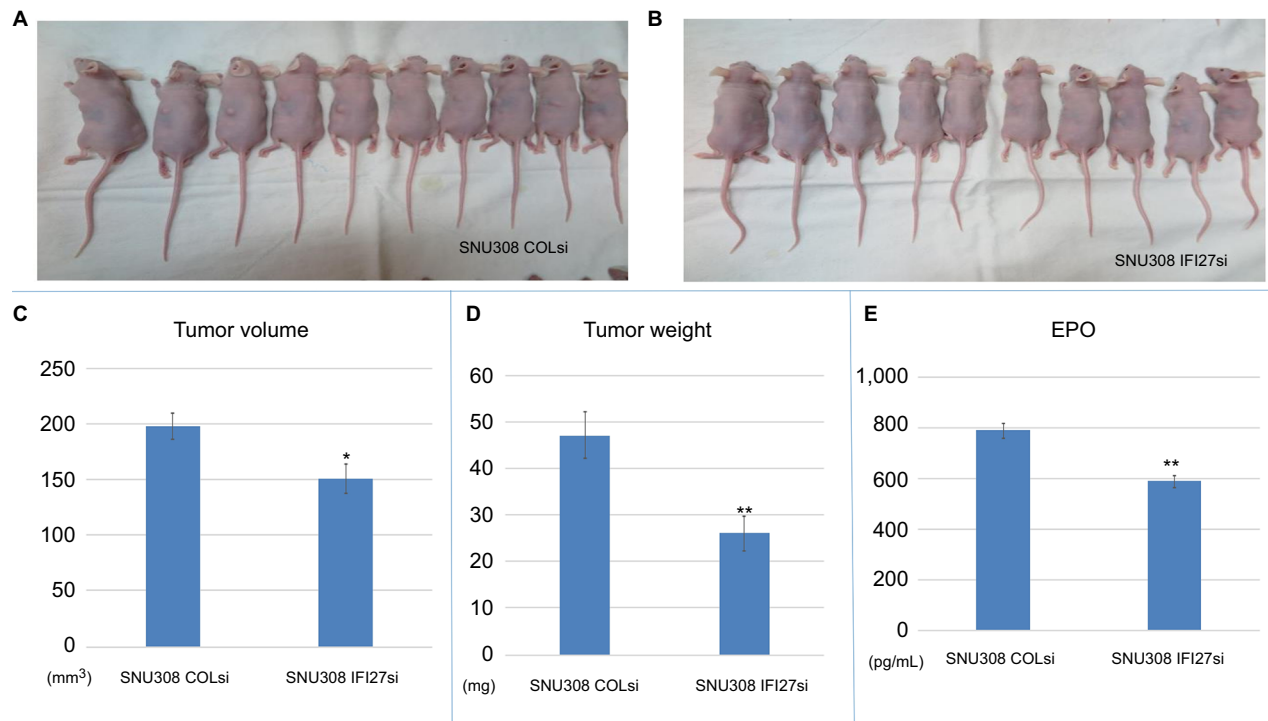 A
B
SNU308 COLsi
SNU308 IFI27si
C
Tumor volume
250
200
150
100
50
0
*
(mm³)
SNU308 COLsi
SNU308 IFI27si
D
Tumor weight
60
50
40
30
20
10
0
**
(mg)
SNU308 COLsi
SNU308 IFI27si
E
EPO
1,000
800
600
400
200
0
**
(pg/mL)
SNU308 COLsi
SNU308 IFI27si